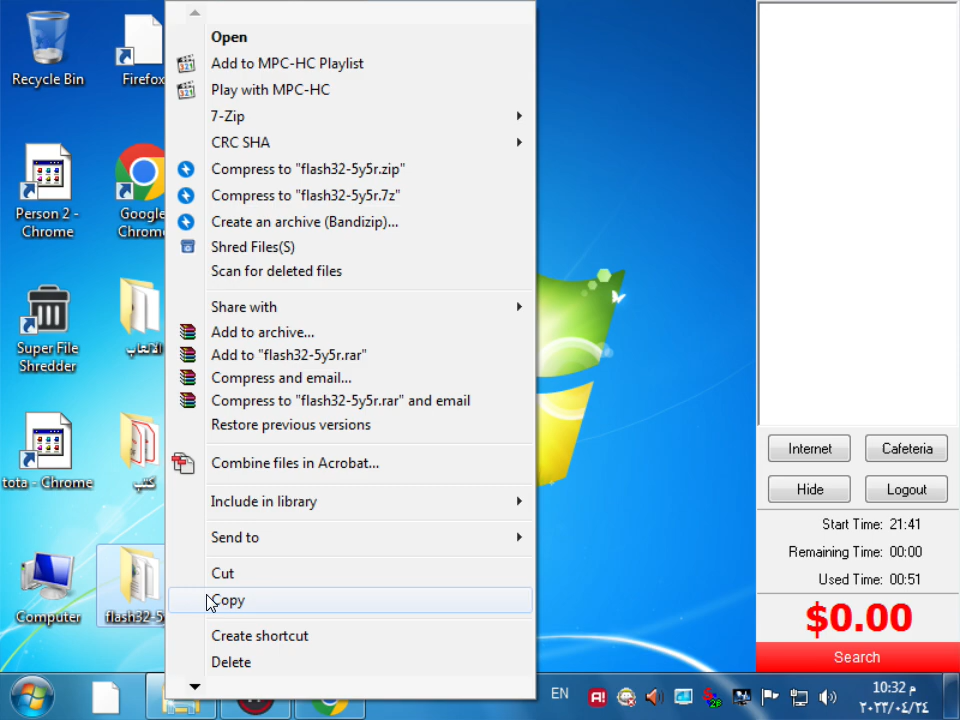 Recycle Bin
Firefox
Person 2 -
Chrome
Google
Chrom
Super File
Shredder
الالعاب
tota - Chrome
كتب
Computer
flash32-5y
Open
Add to MPC-HC Playlist
Play with MPC-HC
7-Zip
CRC SHA
Compress to "flash32-5y5r.zip"
Compress to "flash32-5y5r.7z"
Create an archive (Bandizip)...
Shred Files(S)
Scan for deleted files
Share with
Add to archive...
Add to "flash32-5y5r.rar"
Compress and email...
Compress to "flash32-5y5r.rar" and email
Restore previous versions
Combine files in Acrobat...
Include in library
Send to
Cut
Copy
Create shortcut
Delete
Internet
Cafeteria
Hide
Logout
Start Time: 21:41
Remaining Time: 00:00
Used Time: 00:51
$0.00
Search
EN
10:32 م
٢٠٢٣/٠٤/٢٤